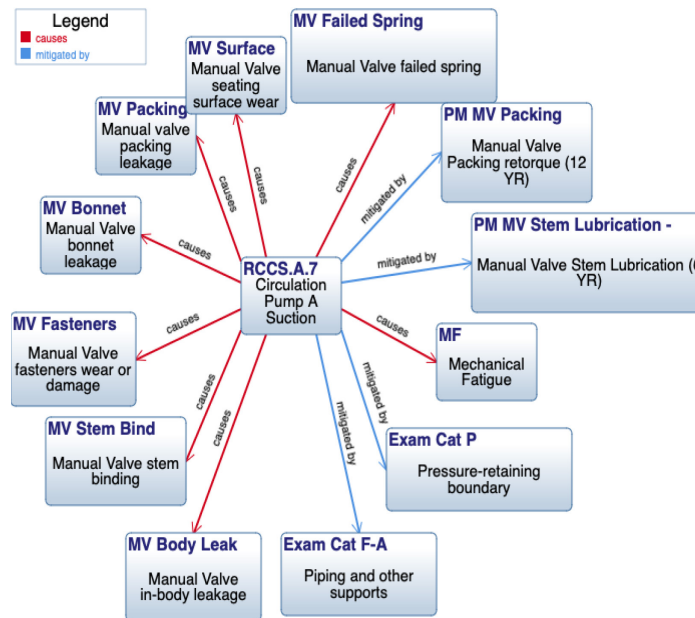 Legend
causes
mitigated by
MV Failed Spring
Manual Valve failed spring
MV Surface
Manual Valve
seating
surface wear
MV Packing
Manual valve
packing
leakage
PM MV Packing
Manual Valve
Packing retorque (12
YR)
MV Bonnet
Manual Valve
bonnet
leakage
PM MV Stem Lubrication -
Manual Valve Stem Lubrication (6
YR)
RCCS.A.7
Circulation
Pump A
Suction
MV Fasteners
Manual Valve
fasteners wear or
damage
MF
Mechanical
Fatigue
MV Stem Bind
Manual Valve stem
binding
Exam Cat P
Pressure-retaining
boundary
MV Body Leak
Manual Valve
in-body leakage
Exam Cat F-A
Piping and other
supports
causes
causes
causes
mitigated by
causes
mitigated by
causes
causes
causes
causes
mitigated by
mitigated by